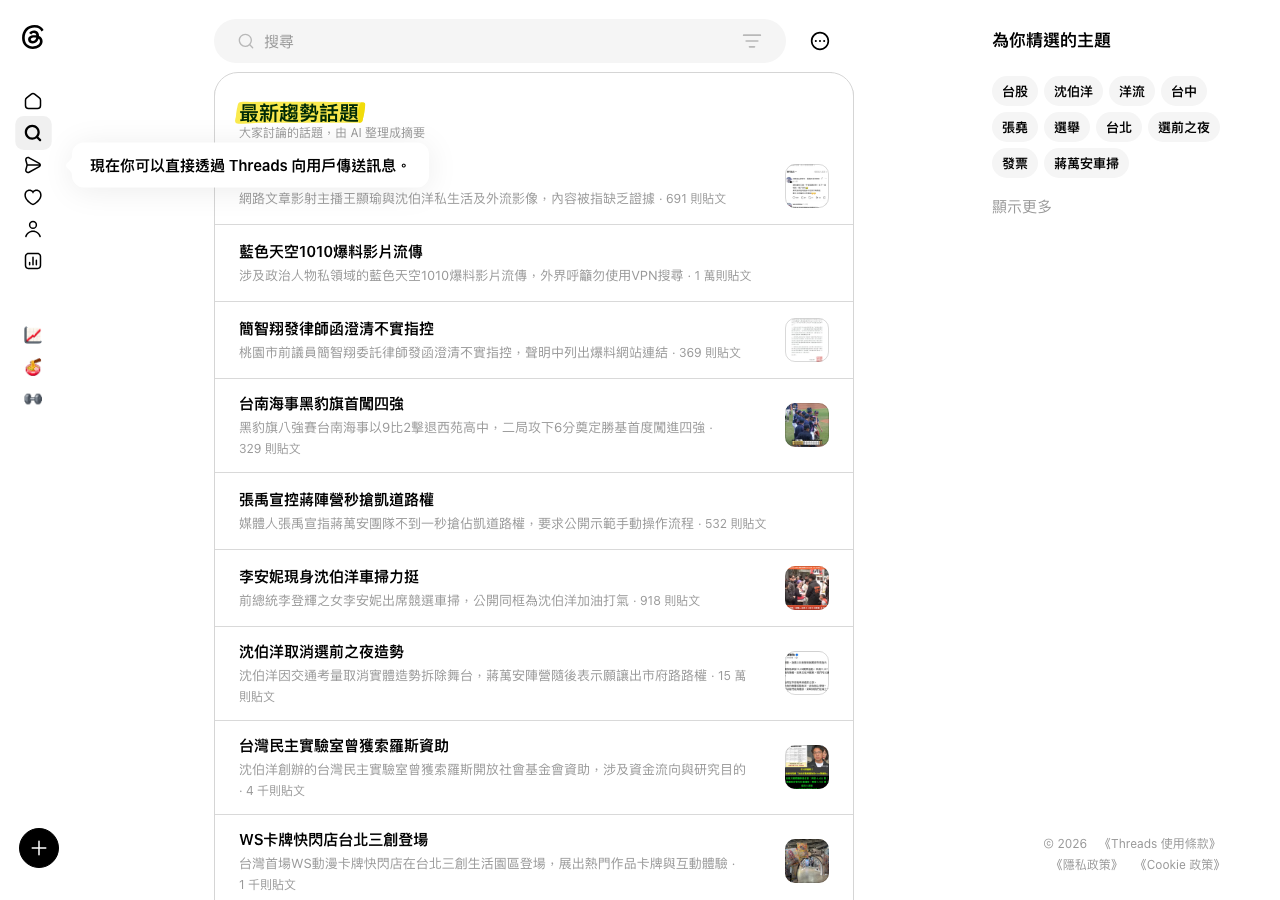 搜尋
最新趨勢話題
大家討論的話題，由 AI 整理成摘要
現在你可以直接透過 Threads 向用戶傳送訊息。
網路文章影射主播王顯瑜與沈伯洋私生活及外流影像，內容被指缺乏證據 · 691 則貼文
藍色天空1010爆料影片流傳
涉及政治人物私領域的藍色天空1010爆料影片流傳，外界呼籲勿使用VPN搜尋 · 1 萬則貼文
簡智翔發律師函澄清不實指控
桃園市前議員簡智翔委託律師發函澄清不實指控，聲明中列出爆料網站連結 · 369 則貼文
台南海事黑豹旗首闖四強
黑豹旗八強賽台南海事以9比2擊退西苑高中，二局攻下6分奠定勝基首度闖進四強 ·
329 則貼文
張禹宣控蔣陣營秒搶凱道路權
媒體人張禹宣指蔣萬安團隊不到一秒搶佔凱道路權，要求公開示範手動操作流程 · 532 則貼文
李安妮現身沈伯洋車掃力挺
前總統李登輝之女李安妮出席競選車掃，公開同框為沈伯洋加油打氣 · 918 則貼文
沈伯洋取消選前之夜造勢
沈伯洋因交通考量取消實體造勢拆除舞台，蔣萬安陣營隨後表示願讓出市府路路權 · 15 萬
則貼文
台灣民主實驗室曾獲索羅斯資助
沈伯洋創辦的台灣民主實驗室曾獲索羅斯開放社會基金會資助，涉及資金流向與研究目的
· 4 千則貼文
WS卡牌快閃店台北三創登場
台灣首場WS動漫卡牌快閃店在台北三創生活園區登場，展出熱門作品卡牌與互動體驗 ·
1 千則貼文
為你精選的主題
台股 沈伯洋 洋流 台中
張堯 選舉 台北 選前之夜
發票 蔣萬安車掃
顯示更多
© 2026 《Threads 使用條款》
《隱私政策》 《Cookie 政策》